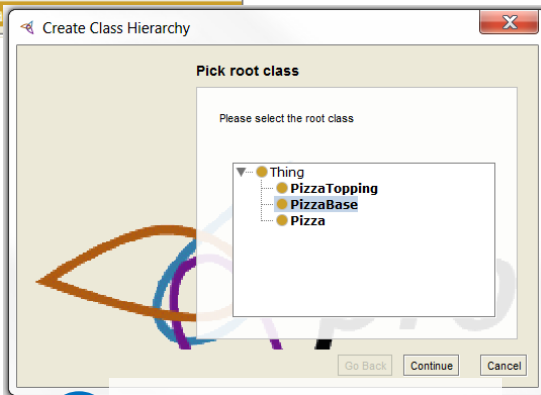 Create Class Hierarchy
Pick root class
Please select the root class
Thing
PizzaTopping
PizzaBase
Pizza
pro
Go Back Continue Cancel